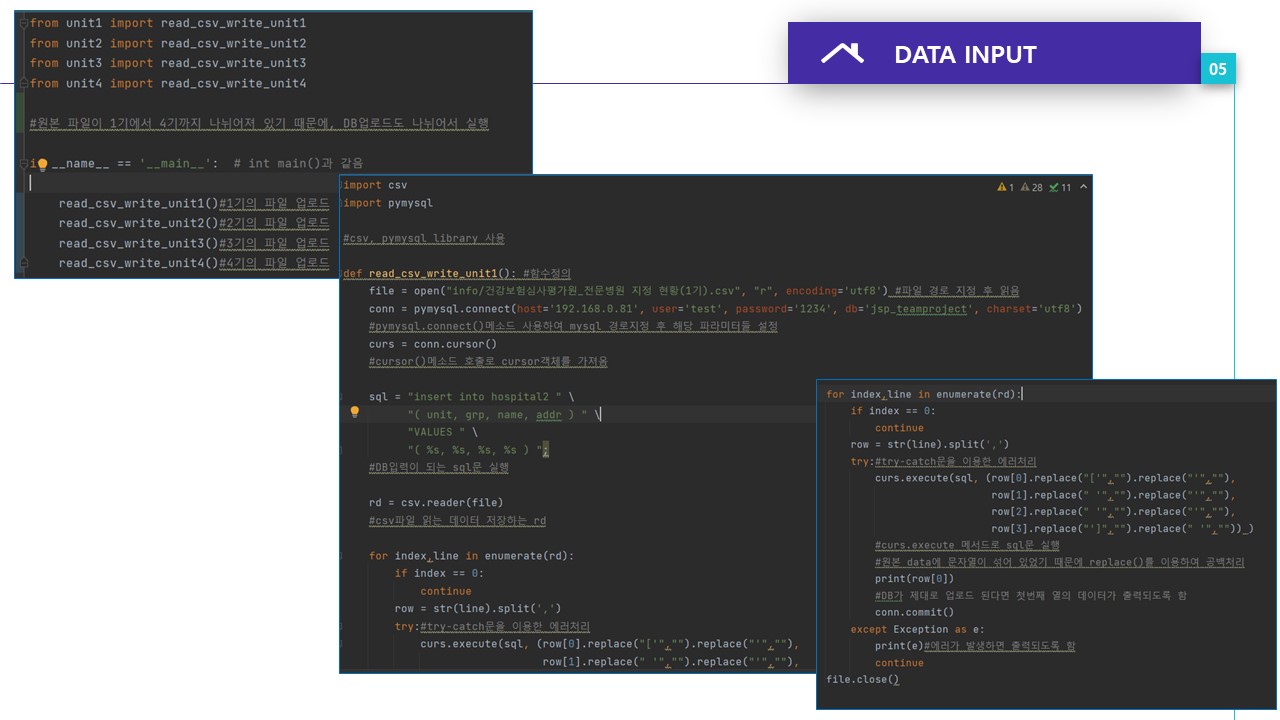 DATA INPUT
05
from unit1 import read_csv_write_unit1
from unit2 import read_csv_write_unit2
from unit3 import read_csv_write_unit3
from unit4 import read_csv_write_unit4
#원본 파일이 1기에서 4기까지 나뉘어져 있기 때문에, DB업로드도 나뉘어서 실행
i __name__ == '__main__':  # int main()과 같음
read_csv_write_unit1()#1기의 파일 업로드
read_csv_write_unit2()#2기의 파일 업로드
read_csv_write_unit3()#3기의 파일 업로드
read_csv_write_unit4()#4기의 파일 업로드
1 28 11
import csv
import pymysql
#csv, pymysql library 사용
def read_csv_write_unit1(): #함수정의
file = open("info/건강보험심사평가원_전문병원 지정 현황(1기).csv", "r", encoding='utf8') #파일 경로 지정 후 읽음
conn = pymysql.connect(host='192.168.0.81', user='test', password='1234', db='jsp_teamproject', charset='utf8')
#pymysql.connect()메소드 사용하여 mysql 경로지정 후 해당 파라미터들 설정
curs = conn.cursor()
#cursor()메소드 호출로 cursor객체를 가져옴
sql = "insert into hospital2 " \
"( unit, grp, name, addr ) " \
"VALUES " \
"( %s, %s, %s, %s ) ";
#DB입력이 되는 sql문 실행
rd = csv.reader(file)
#csv파일 읽는 데이터 저장하는 rd
for index,line in enumerate(rd):
if index == 0:
continue
row = str(line).split(',')
try:#try-catch문을 이용한 에러처리
curs.execute(sql, (row[0].replace("['","").replace("'",""),
row[1].replace(" '","").replace("'",""),
for index,line in enumerate(rd):
if index == 0:
continue
row = str(line).split(',')
try:#try-catch문을 이용한 에러처리
curs.execute(sql, (row[0].replace("['","").replace("'",""),
row[1].replace(" '","").replace("'",""),
row[2].replace(" '","").replace("'",""),
row[3].replace("']","").replace(" '","")) )
#curs.execute 메서드로 sql문 실행
#원본 data에 문자열이 섞어 있었기 때문에 replace()를 이용하여 공백처리
print(row[0])
#DB가 제대로 업로드 된다면 첫번째 열의 데이터가 출력되도록 함
conn.commit()
except Exception as e:
print(e)#에러가 발생하면 출력되도록 함
continue
file.close()